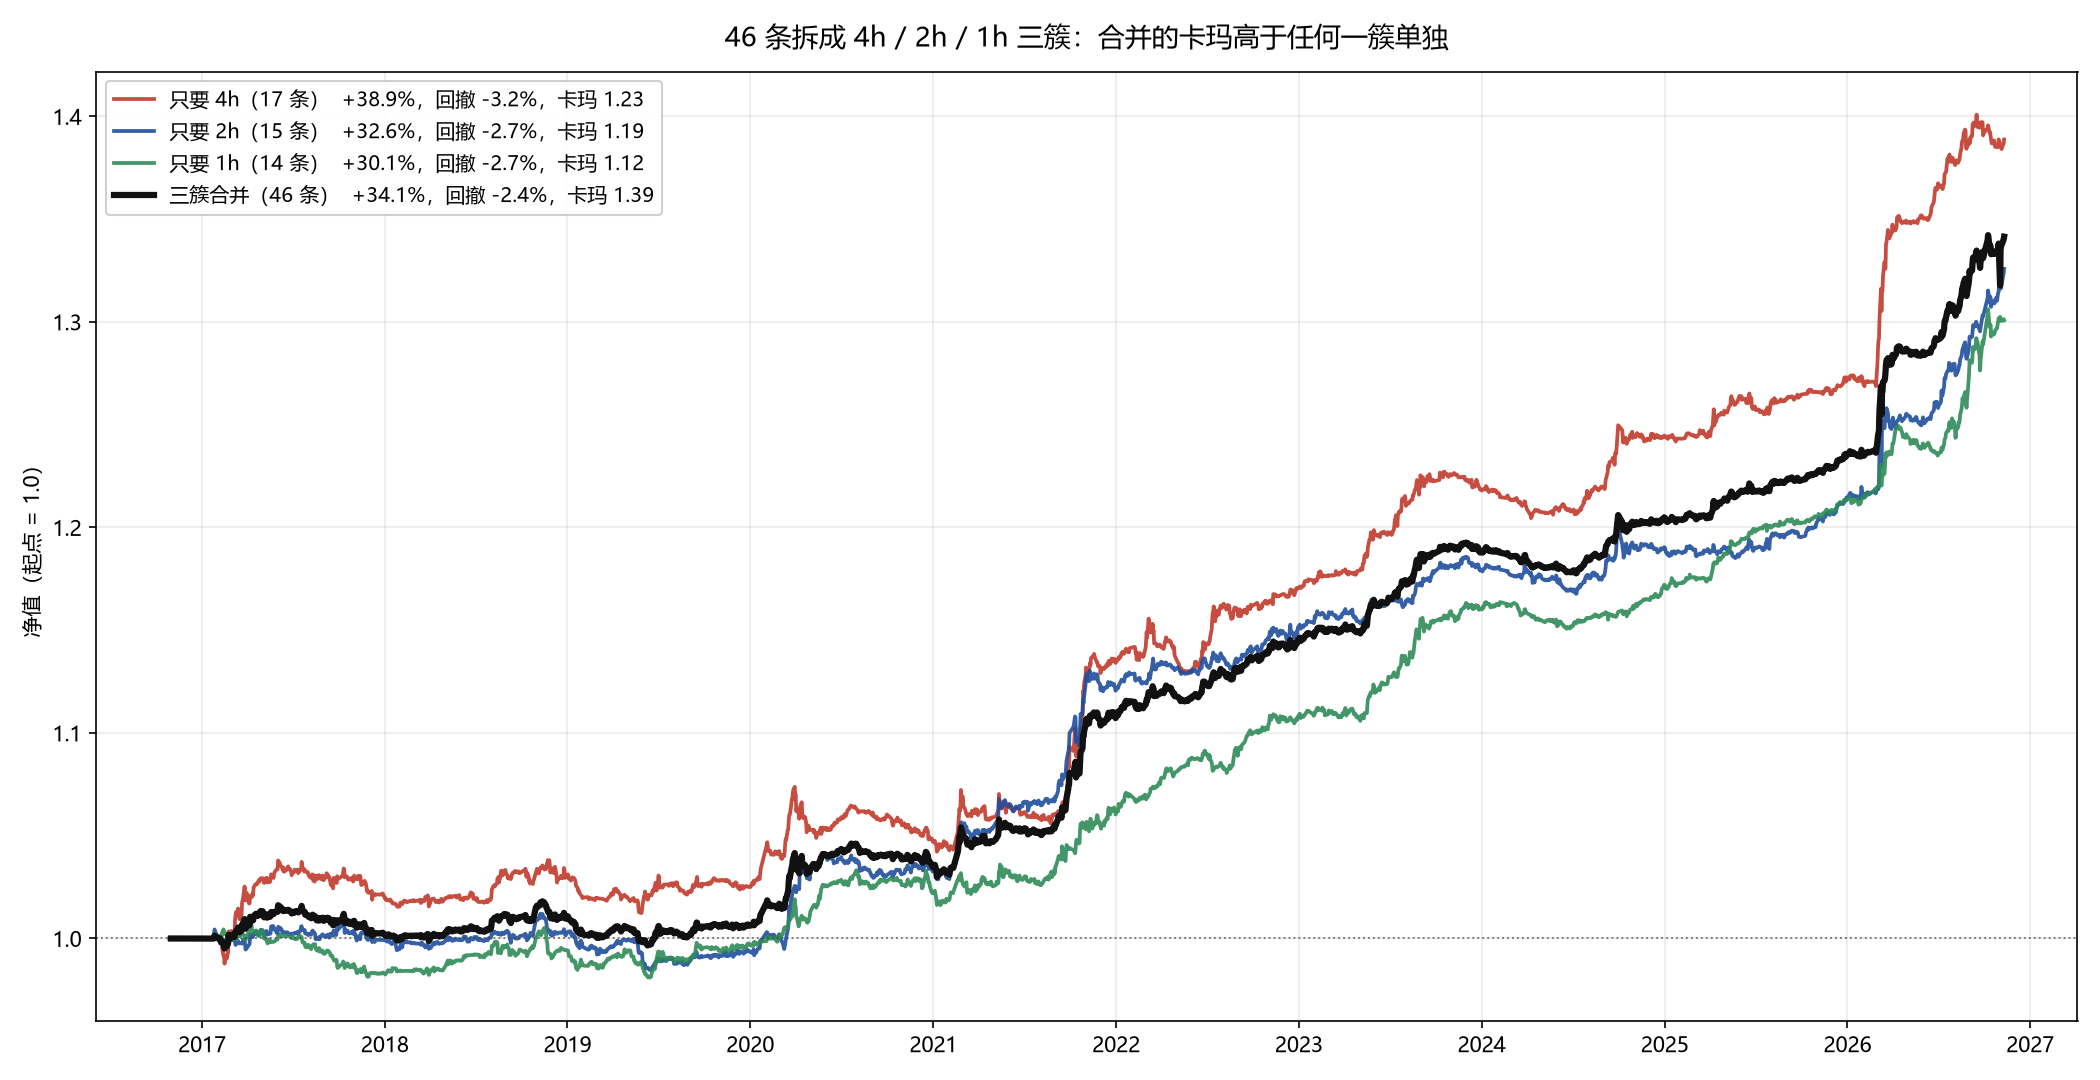 46 条拆成 4h / 2h / 1h 三簇：合并的卡玛高于任何一簇单独
只要 4h（17 条） +38.9%，回撤 -3.2%，卡玛 1.23
只要 2h（15 条） +32.6%，回撤 -2.7%，卡玛 1.19
只要 1h（14 条） +30.1%，回撤 -2.7%，卡玛 1.12
三簇合并（46 条） +34.1%，回撤 -2.4%，卡玛 1.39
净值（起点 = 1.0）
1.4
1.3
1.2
1.1
1.0
2017 2018 2019 2020 2021 2022 2023 2024 2025 2026 2027